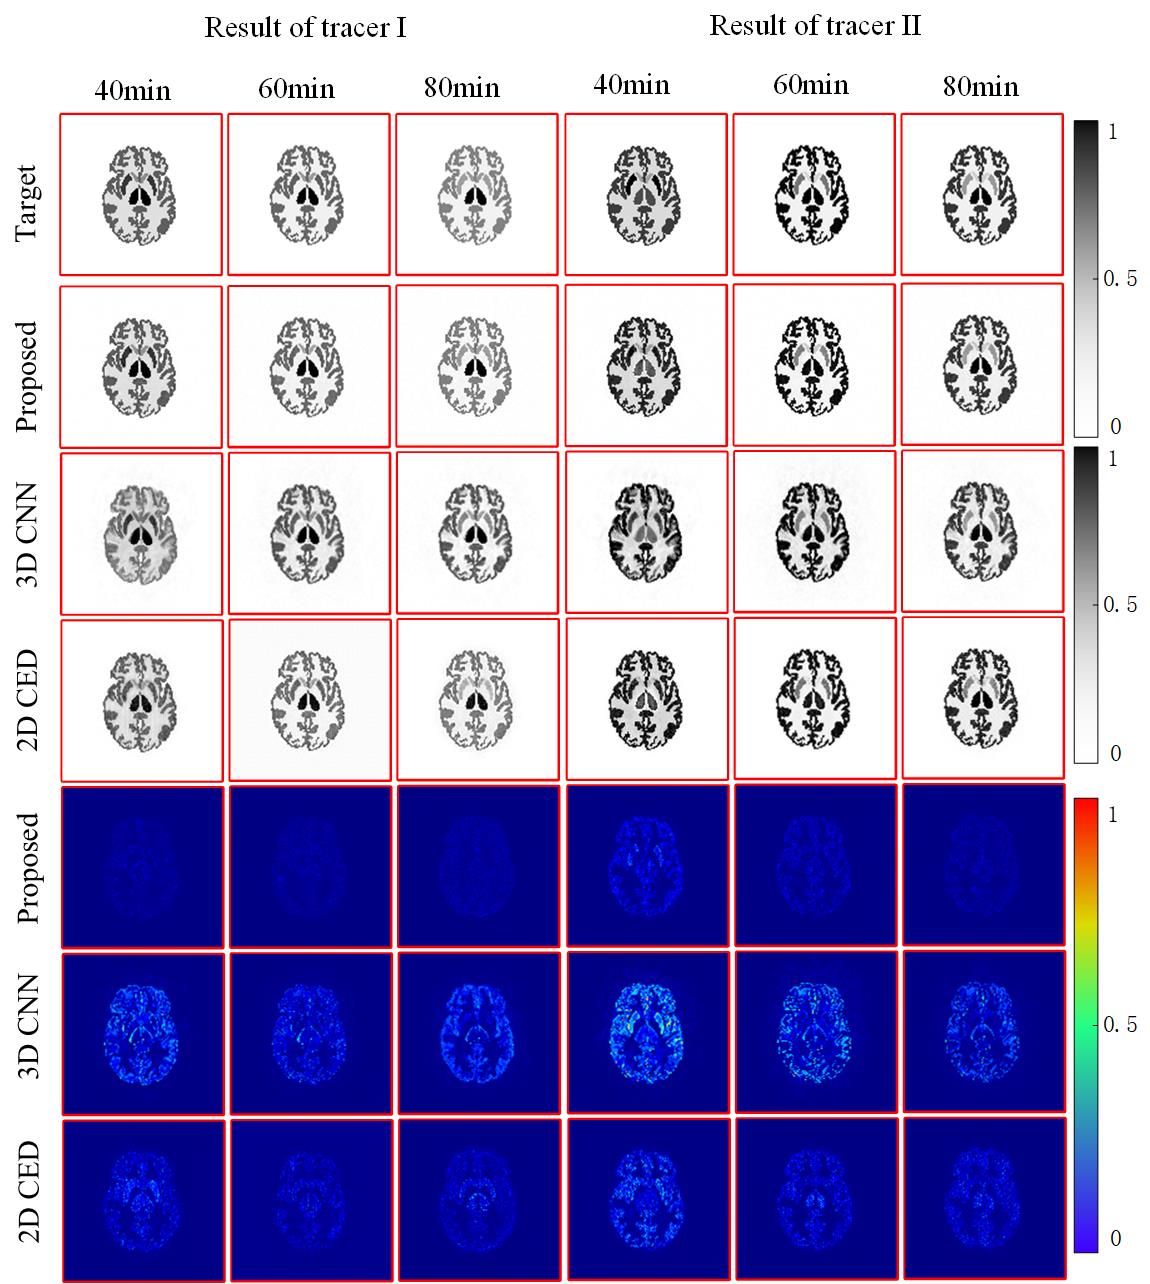 Result of tracer I
Result of tracer II
40min
60min
80min
40min
60min
80min
Target
1
0.5
0
Proposed
3D CNN
1
0.5
0
2D CED
Proposed
1
0.5
0
3D CNN
2D CED